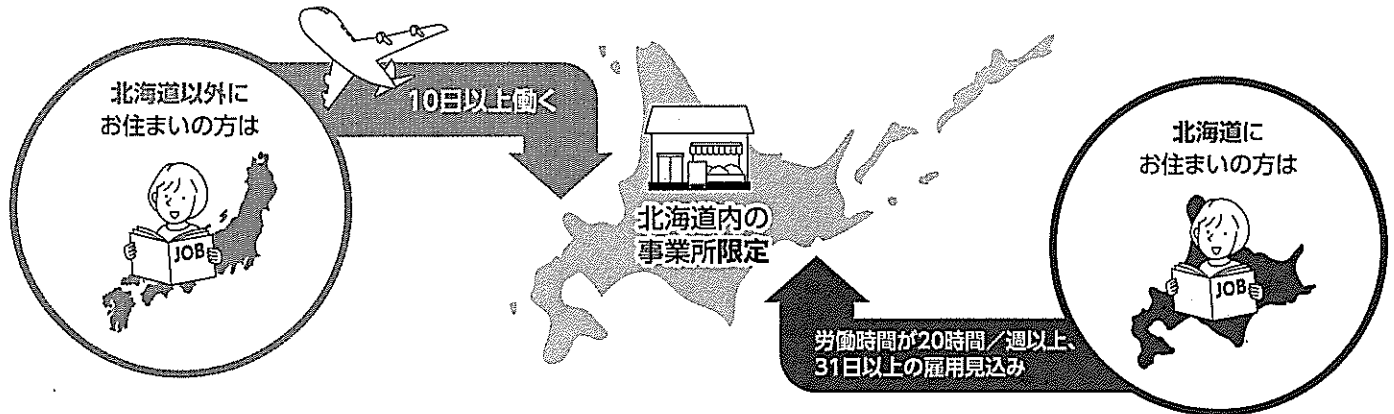 北海道以外に
お住まいの方は
JOB
10日以上働く
北海道内の
事業所限定
北海道に
お住まいの方は
JOB
労働時間が20時間／週以上、
31日以上の雇用見込み